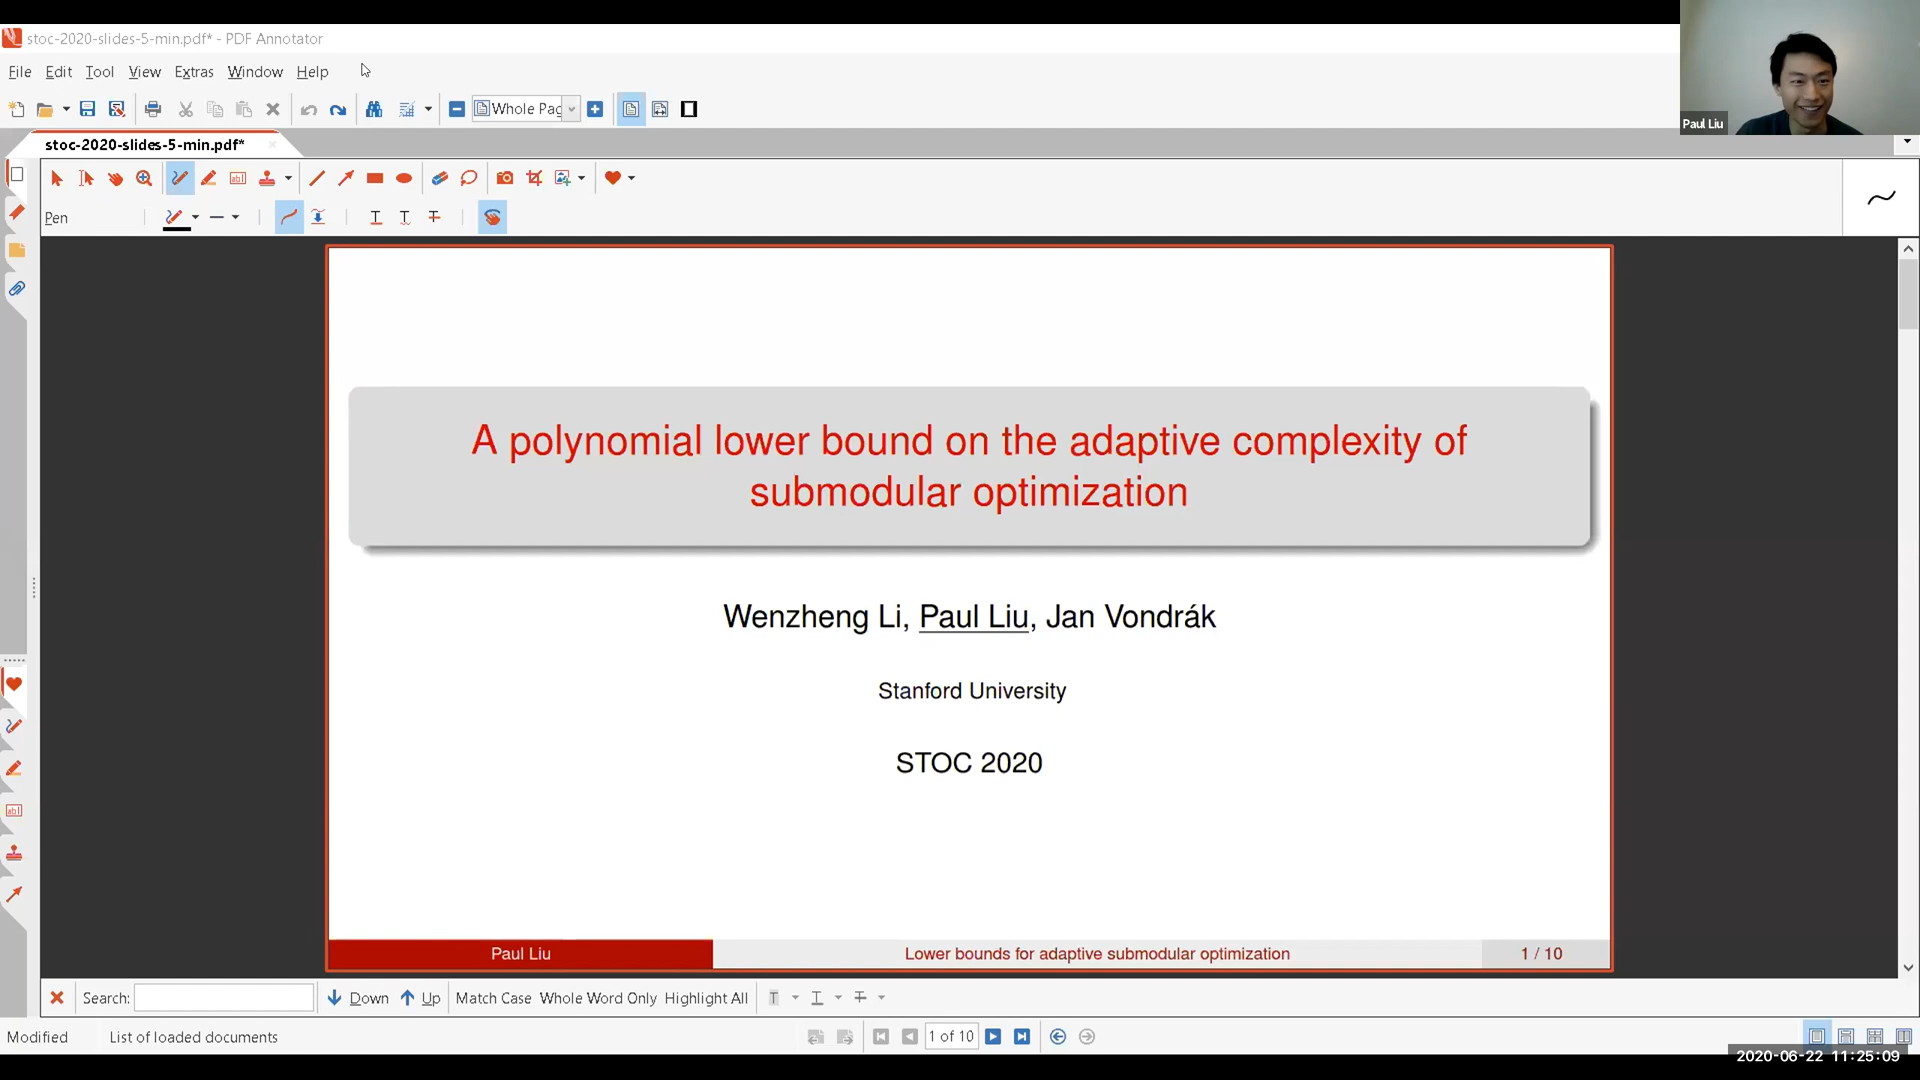 stoc-2020-slides-5-min.pdf* - PDF Annotator
File Edit Tool View Extras Window Help
Whole Pag
Paul Liu
stoc-2020-slides-5-min.pdf*
Pen
A polynomial lower bound on the adaptive complexity of
submodular optimization
Wenzheng Li, Paul Liu, Jan Vondrák
Stanford University
STOC 2020
Paul Liu
Lower bounds for adaptive submodular optimization
1 / 10
Search: Down Up Match Case Whole Word Only Highlight All
Modified List of loaded documents
1 of 10
2020-06-22 11:25:09